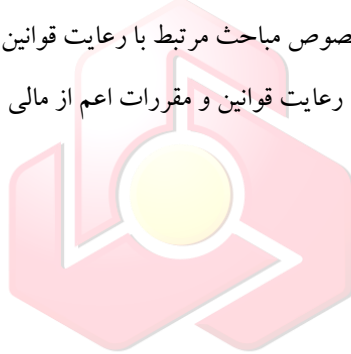 صوص مباحث مرتبط با رعایت قوانین
رعایت قوانین و مقررات اعم از مالی